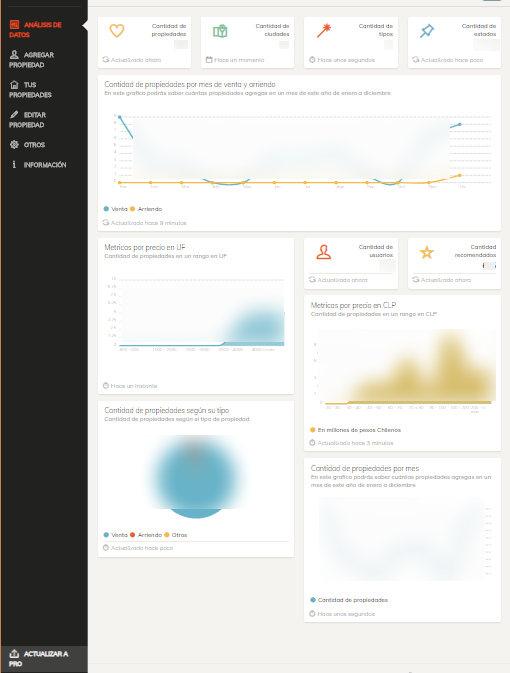 ANÁLISIS DE
DATOS
AGREGAR
PROPIEDAD
TUS
PROPIEDADES
EDITAR
PROPIEDAD
OTROS
INFORMACIÓN
ACTUALIZAR A
PRO
Cantidad de
propiedades
Actualizado ahora
Cantidad de
ciudades
Hace un momento
Cantidad de
tipos
Hace unos segundos
Cantidad de
estados
Actualizado hace poco
Cantidad de propiedades por mes de venta y arriendo
En este grafico podrás saber cuántas propiedades agregas en un mes de este año de enero a diciembre
Venta Arriendo
Actualizado hace 9 minutos
Metricas por precio en UF
Cantidad de propiedades en un rango en UF
Hace un instante
Cantidad de propiedades según su tipo
Cantidad de propiedades según el tipo de propiedad
Venta Arriendo Otros
Actualizado hace poco
Cantidad de
usuarios
Actualizado ahora
Cantidad
recomendados
Actualizado ahora
Metricas por precio en CLP
Cantidad de propiedades en un rango en CLP
En millones de pesos Chilenos
Actualizado hace 3 minutos
Cantidad de propiedades por mes
En este grafico podrás saber cuántas propiedades agregas en un
mes de este año de enero a diciembre
Cantidad de propiedades
Hace unos segundos